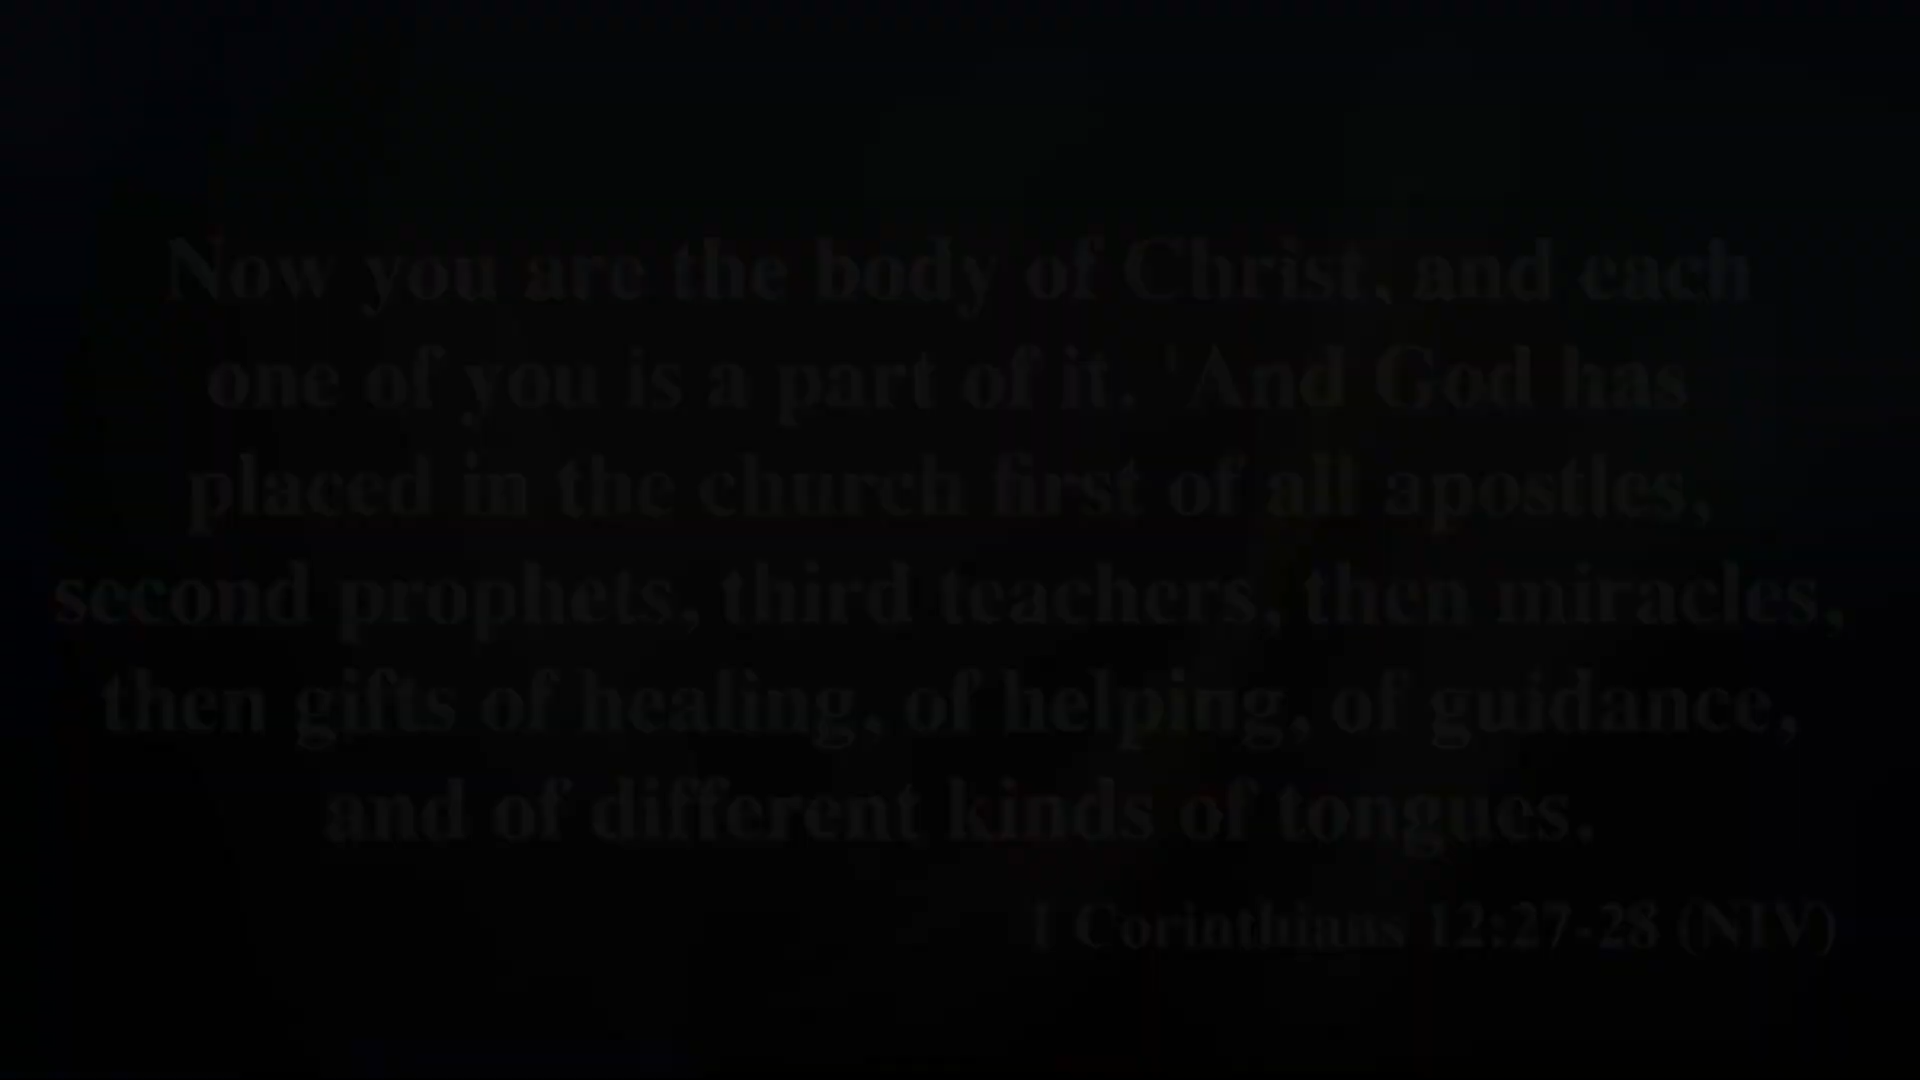 Now you are the body of Christ, and each
one of you is a part of it. 'And God has
placed in the church first of all apostles,
second prophets, third teachers, then miracles,
then gifts of healing, of helping, of guidance,
and of different kinds of tongues.
1 Corinthians 12:27-28 (NIV)